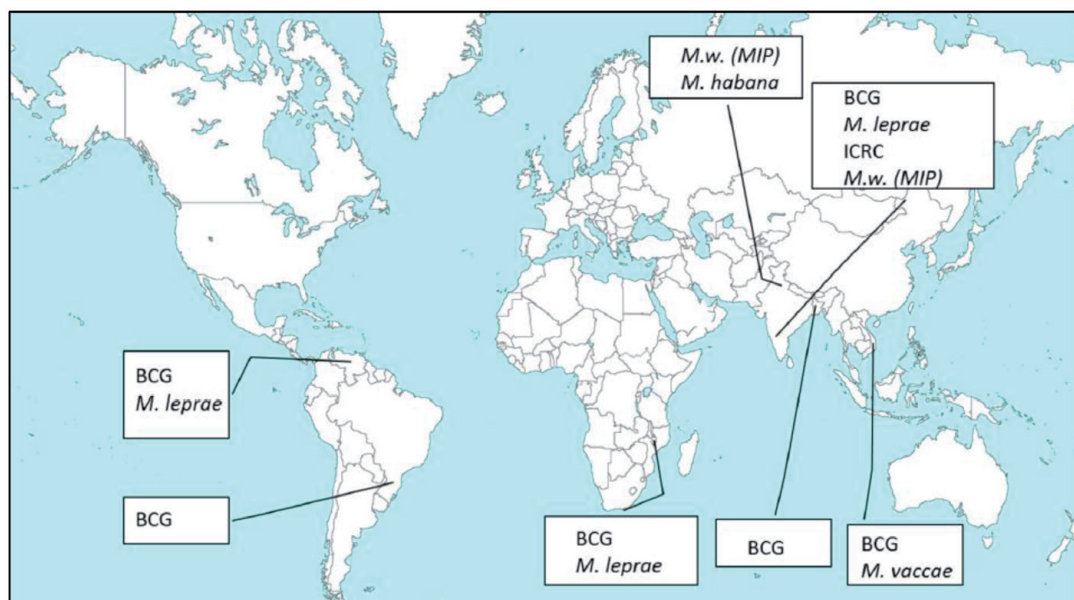 M.w. (MIP)
M. habana
BCG
M. leprae
ICRC
M.w. (MIP)
BCG
M. leprae
BCG
BCG
M. leprae
BCG
BCG
M. vaccae